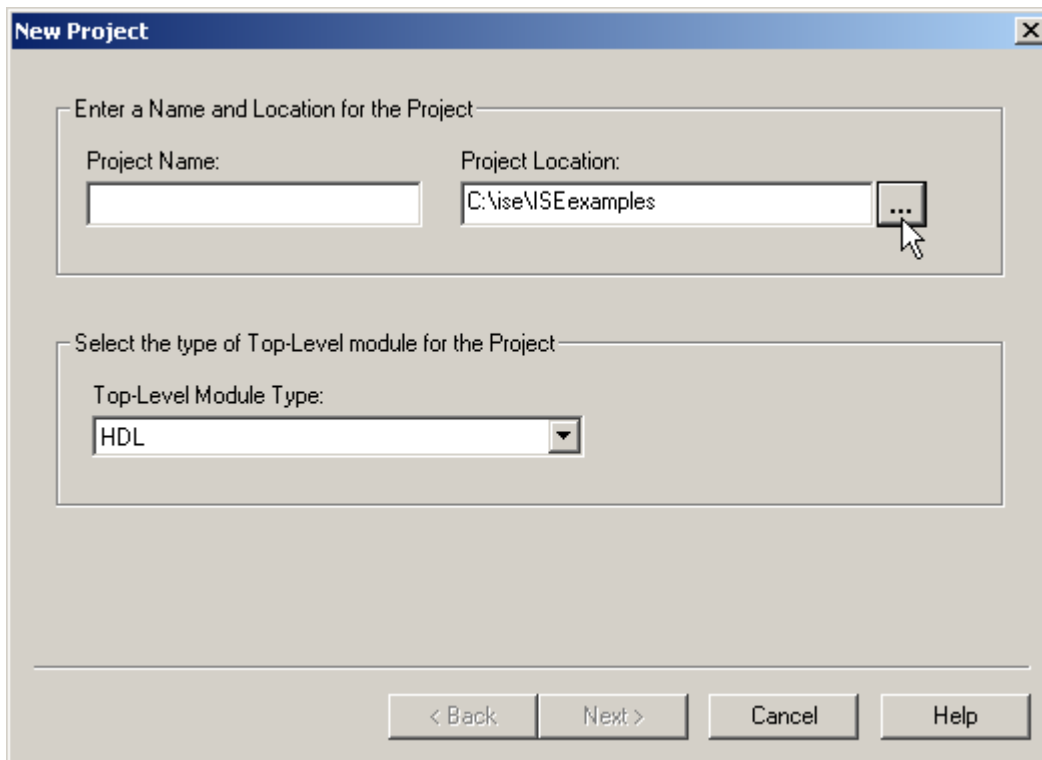 New Project
Enter a Name and Location for the Project
Project Name:
Project Location:
C:\ise\ISEexamples
...
Select the type of Top-Level module for the Project
Top-Level Module Type:
HDL
< Back
Next >
Cancel
Help